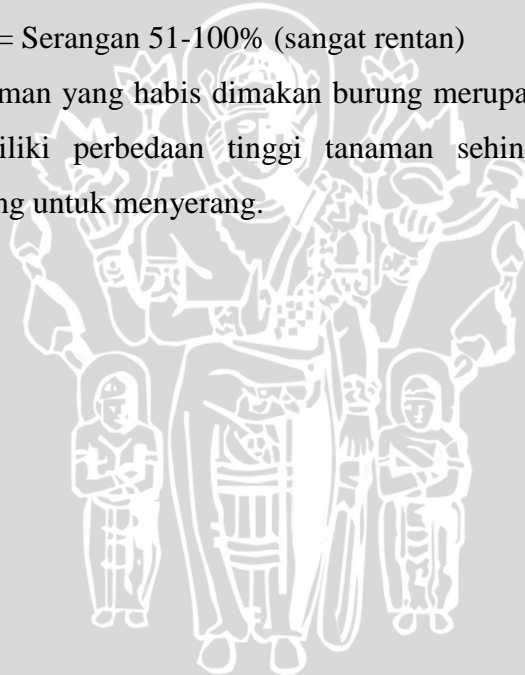 = Serangan 51-100% (sangat rentan)
man yang habis dimakan burung merupa
iliki perbedaan tinggi tanaman sehin
ng untuk menyerang.